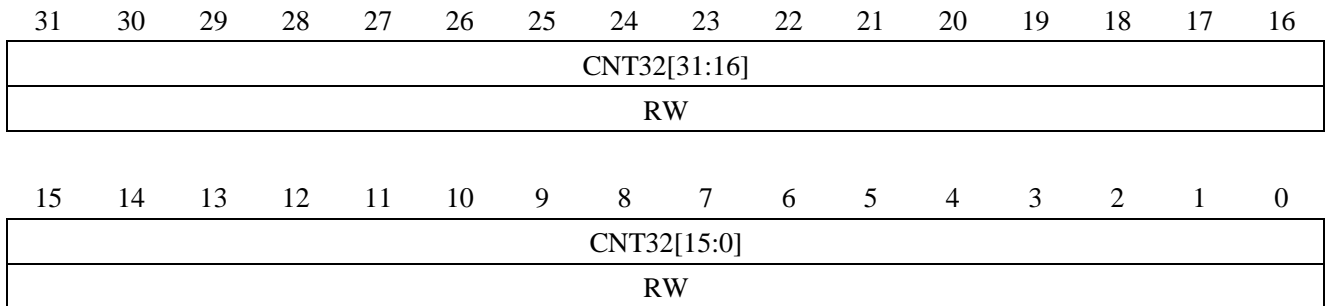 31 30 29 28 27 26 25 24 23 22 21 20 19 18 17 16
CNT32[31:16]
RW
15 14 13 12 11 10 9 8 7 6 5 4 3 2 1 0
CNT32[15:0]
RW